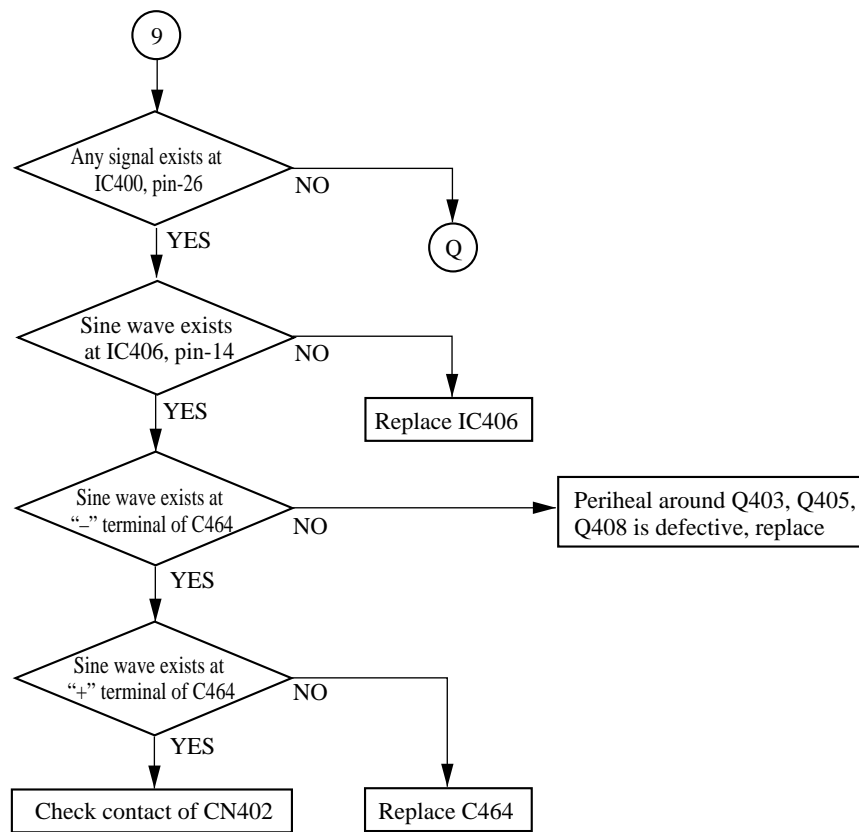 9
Any signal exists at
IC400, pin-26
NO
YES
Q
Sine wave exists
at IC406, pin-14
NO
YES
Replace IC406
Sine wave exists at
“–” terminal of C464
NO
YES
Periheal around Q403, Q405,
Q408 is defective, replace
Sine wave exists at
“+” terminal of C464
NO
YES
Check contact of CN402
Replace C464